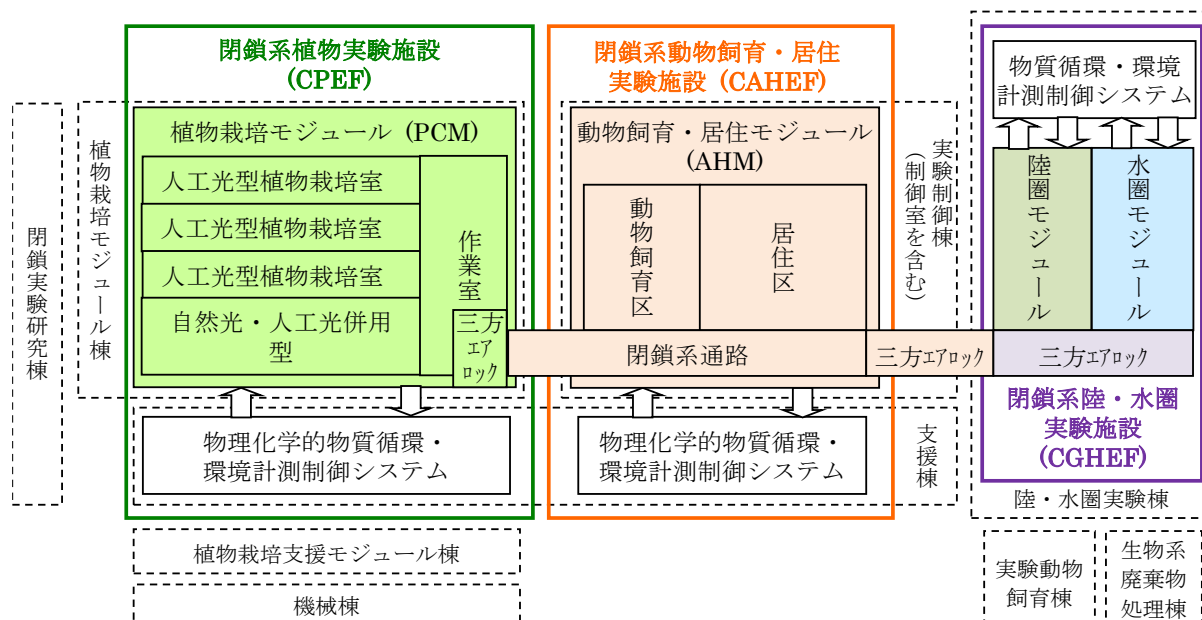 閉鎖実験研究棟
植物栽培モジュール棟
閉鎖系植物実験施設
(CPEF)
植物栽培モジュール (PCM)
人工光型植物栽培室
人工光型植物栽培室
人工光型植物栽培室
自然光・人工光併用
型
作業室
三方
エア
ロック
物理化学的物質循環・
環境計測制御システム
閉鎖系動物飼育・居住
実験施設 (CAHEF)
動物飼育・居住モジュール
(AHM)
動物飼育区
居住区
閉鎖系通路
三方エアロック
物理化学的物質循環・
環境計測制御システム
実験制御棟
(制御室を含む)
支援棟
物質循環・環境
計測制御システム
陸圏モジュール
水圏モジュール
三方エアロック
閉鎖系陸・水圏
実験施設
(CGHEF)
陸・水圏実験棟
植物栽培支援モジュール棟
機械棟
実験動物
飼育棟
生物系
廃棄物
処理棟